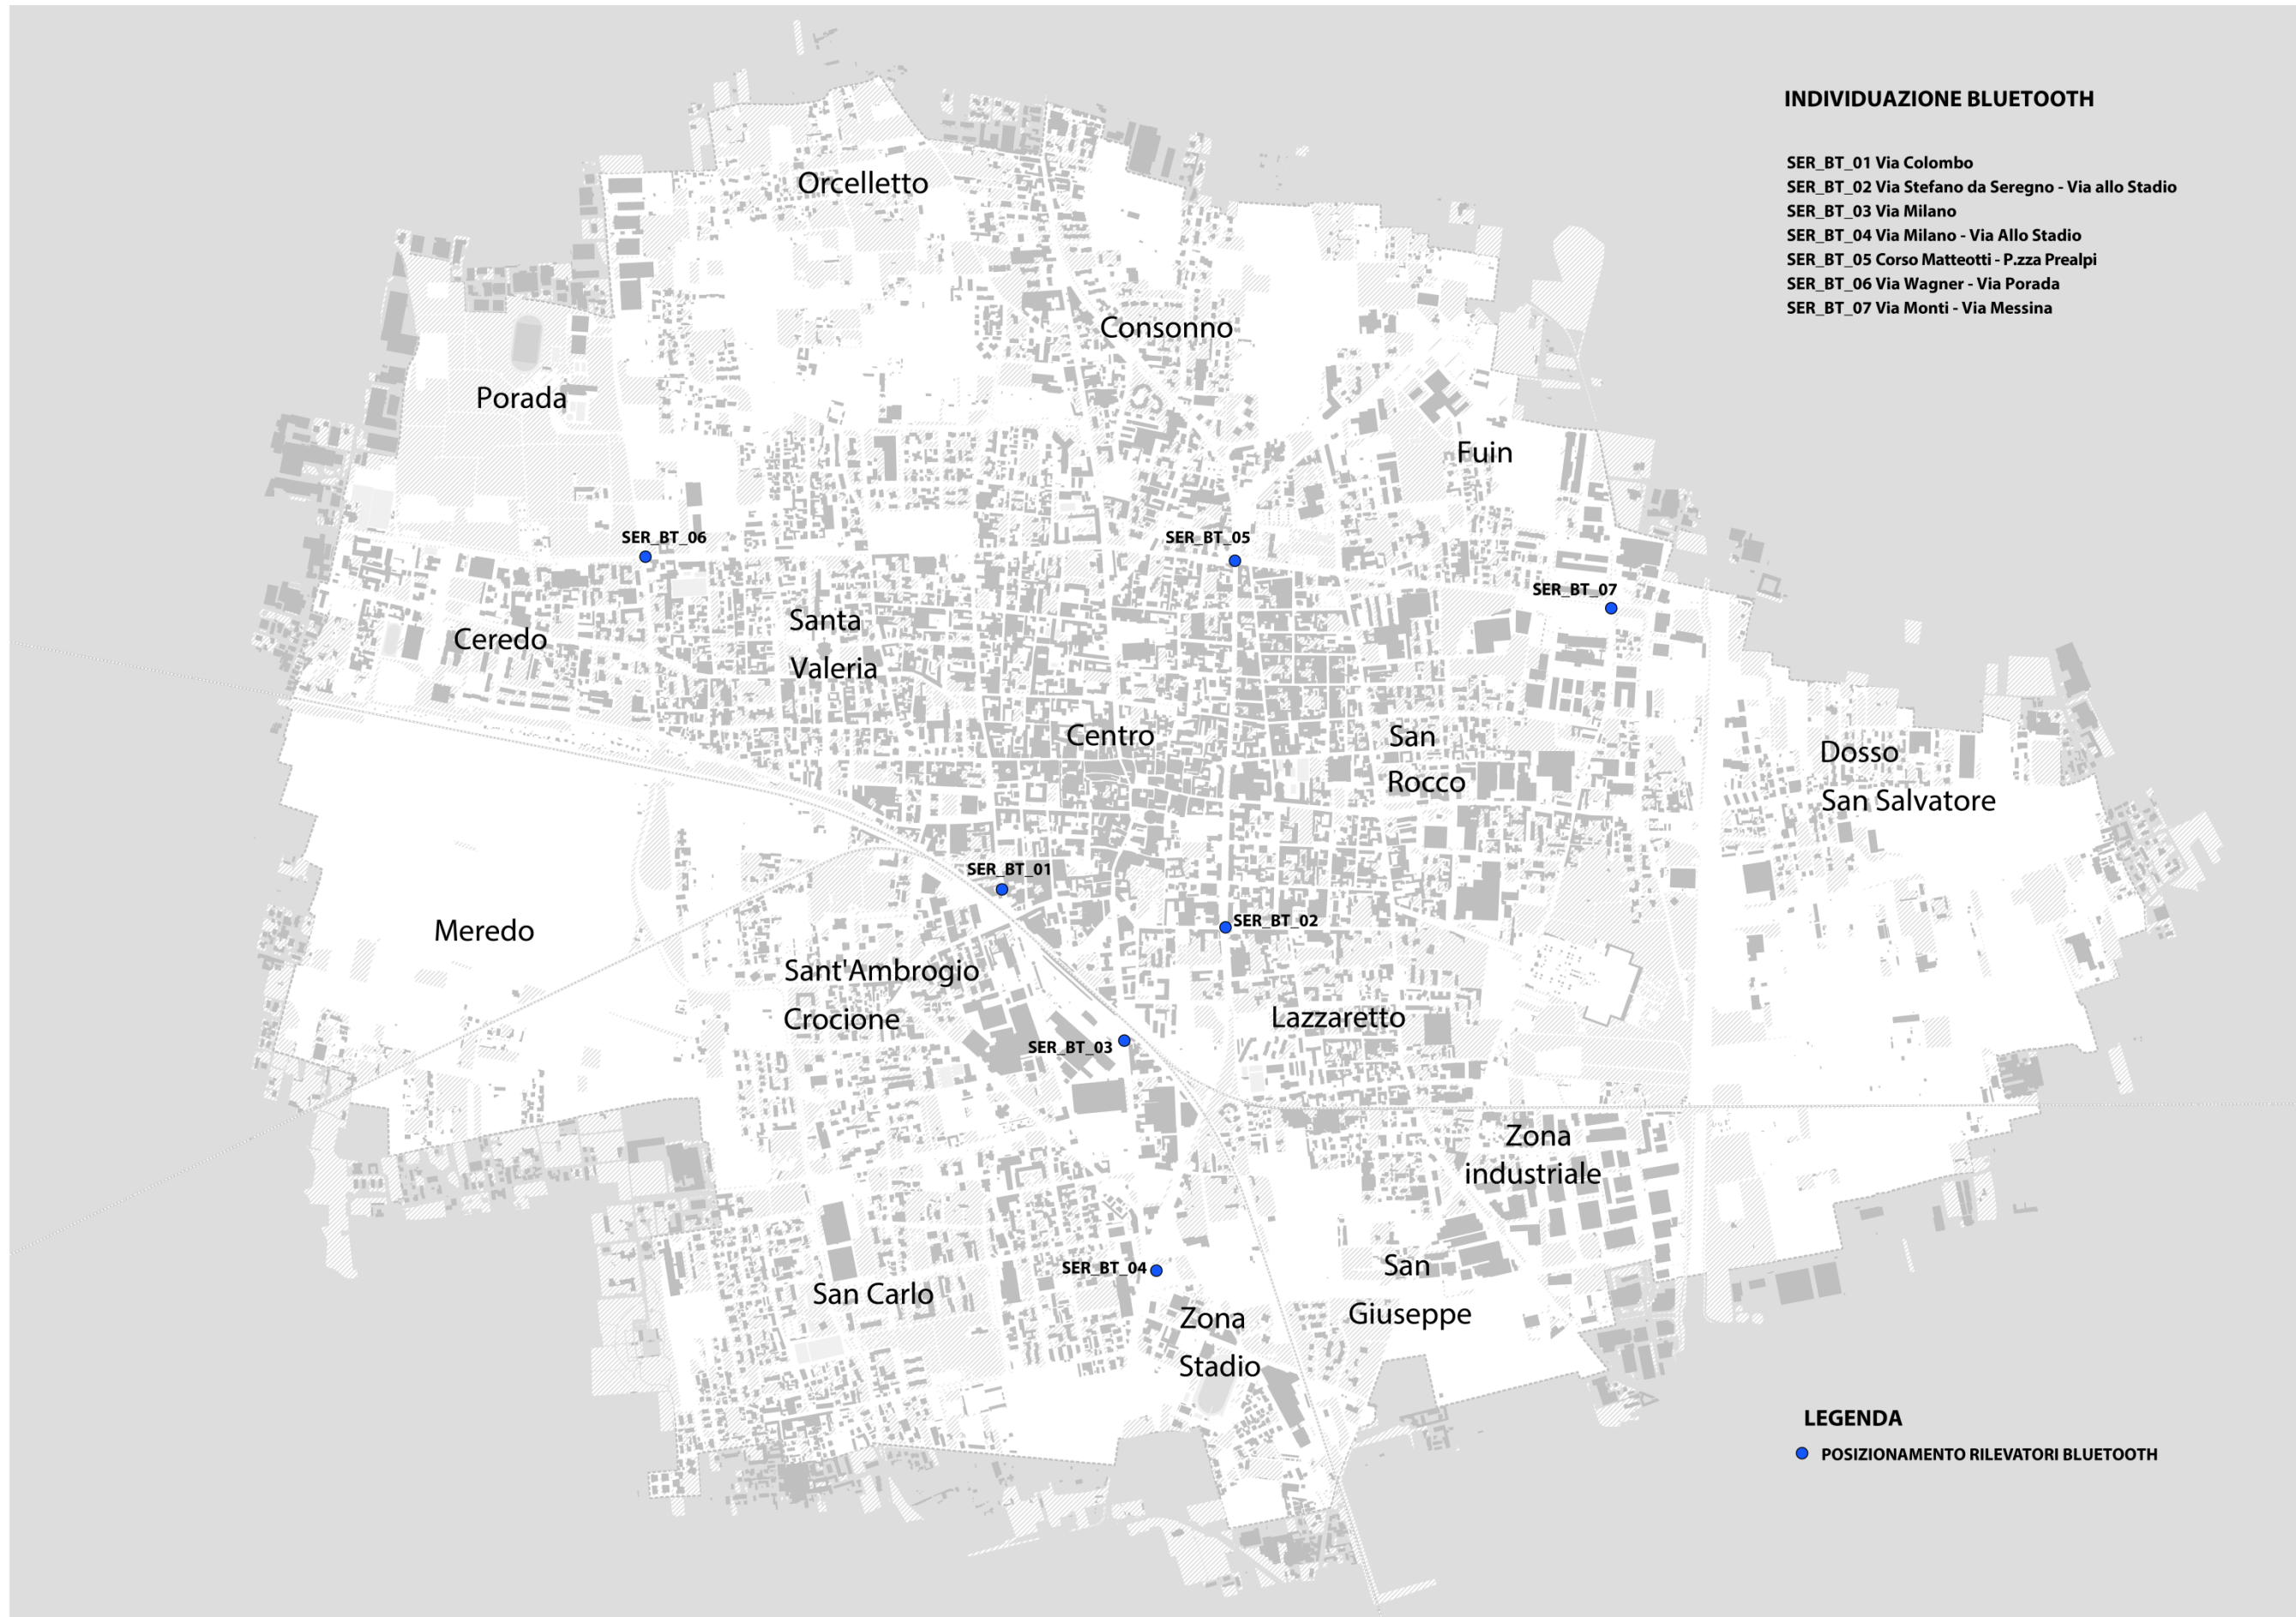 INDIVIDUAZIONE BLUETOOTH
SER_BT_01 Via Colombo
SER_BT_02 Via Stefano da Seregno - Via allo Stadio
SER_BT_03 Via Milano
SER_BT_04 Via Milano - Via Allo Stadio
SER_BT_05 Corso Matteotti - P.zza Prealpi
SER_BT_06 Via Wagner - Via Porada
SER_BT_07 Via Monti - Via Messina
Orcelletto
Consonno
Porada
Fuin
SER_BT_06
SER_BT_05
SER_BT_07
Santa
Valeria
Ceredo
Centro
San
Rocco
Dosso
San Salvatore
SER_BT_01
SER_BT_02
Meredo
Sant'Ambrogio
Crocione
Lazzaretto
SER_BT_03
Zona
industriale
SER_BT_04
San
Giuseppe
San Carlo
Zona
Stadio
LEGENDA
POSIZIONAMENTO RILEVATORI BLUETOOTH